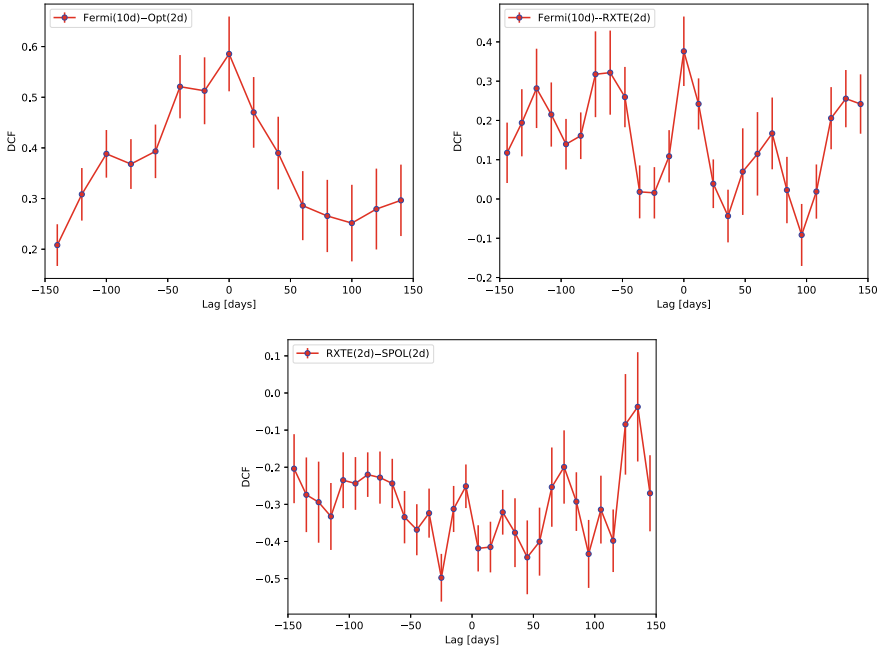 Fermi(10d)−Opt(2d)
DCF
0.6
0.5
0.4
0.3
0.2
−150 −100 −50 0 50 100 150
Lag [days]
Fermi(10d)--RXTE(2d)
DCF
0.4
0.3
0.2
0.1
0.0
−0.1
−0.2
−150 −100 −50 0 50 100 150
Lag [days]
RXTE(2d)−SPOL(2d)
DCF
0.1
0.0
−0.1
−0.2
−0.3
−0.4
−0.5
−150 −100 −50 0 50 100 150
Lag [days]